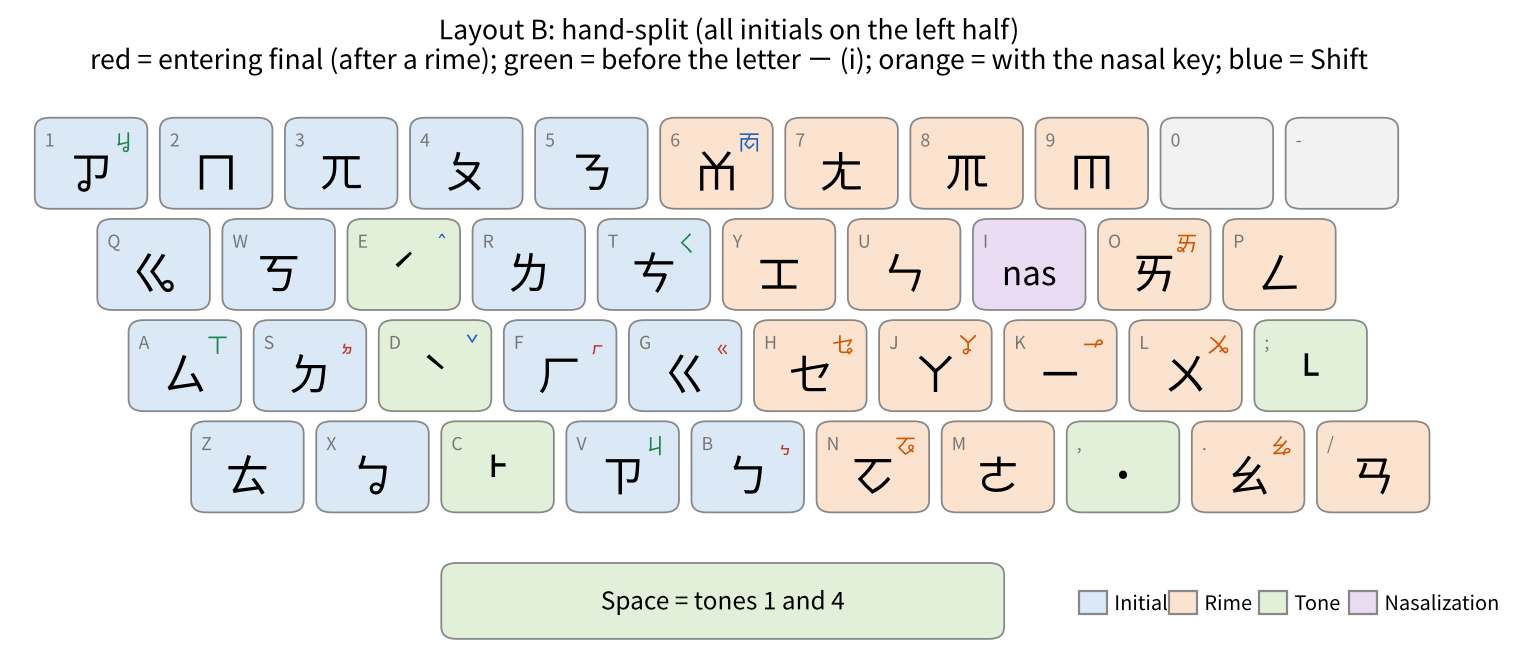 Layout B: hand-split (all initials on the left half)
red = entering final (after a rime); green = before the letter ㄧ (i); orange = with the nasal key; blue = Shift
1 ㆡ ㆢ 2 ㄇ 3 ㄫ 4 ㄆ 5 ㄋ 6 ㆰ ㆱ 7 ㄤ 8 ㆲ 9 ㆬ 0 -
Q ㆣ W ㄎ E ˊ ˆ R ㄌ T ㄘ ㄑ Y ㆨ U ㄣ I nas O ㄞ ㆮ P ㄥ
A ㄙ ㄒ S ㄉ ㆵ D ˋ ˇ F ㄏ ㆷ G ㄍ ㆻ H ㆤ ㆥ J ㄚ ㆩ K ㄧ ㆪ L ㄨ ㆫ ; ˪
Z ㄊ X ㆠ C ˫ V ㄗ ㄐ B ㄅ ㆴ N ㆦ ㆧ M ㄜ , ˙ . ㄠ ㆯ / ㄢ
Space = tones 1 and 4
Initial Rime Tone Nasalization